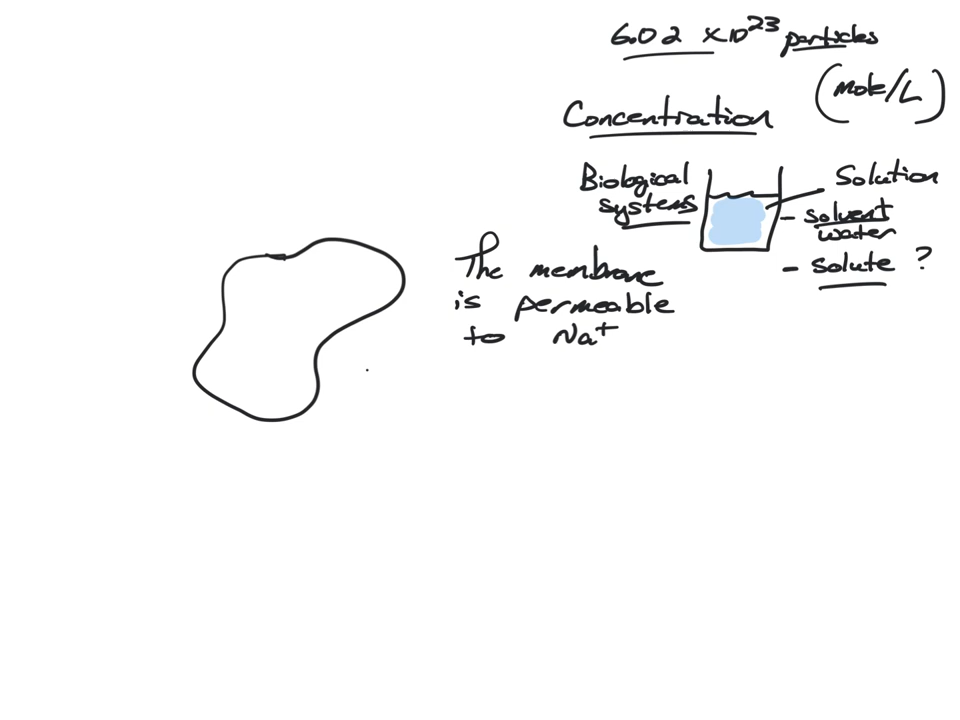 6.02 x10^23 particles
(mole/L)
Concentration
Biological
systems
Solution
- solvent
water
- solute ?
The membrane
is permeable
to Na+